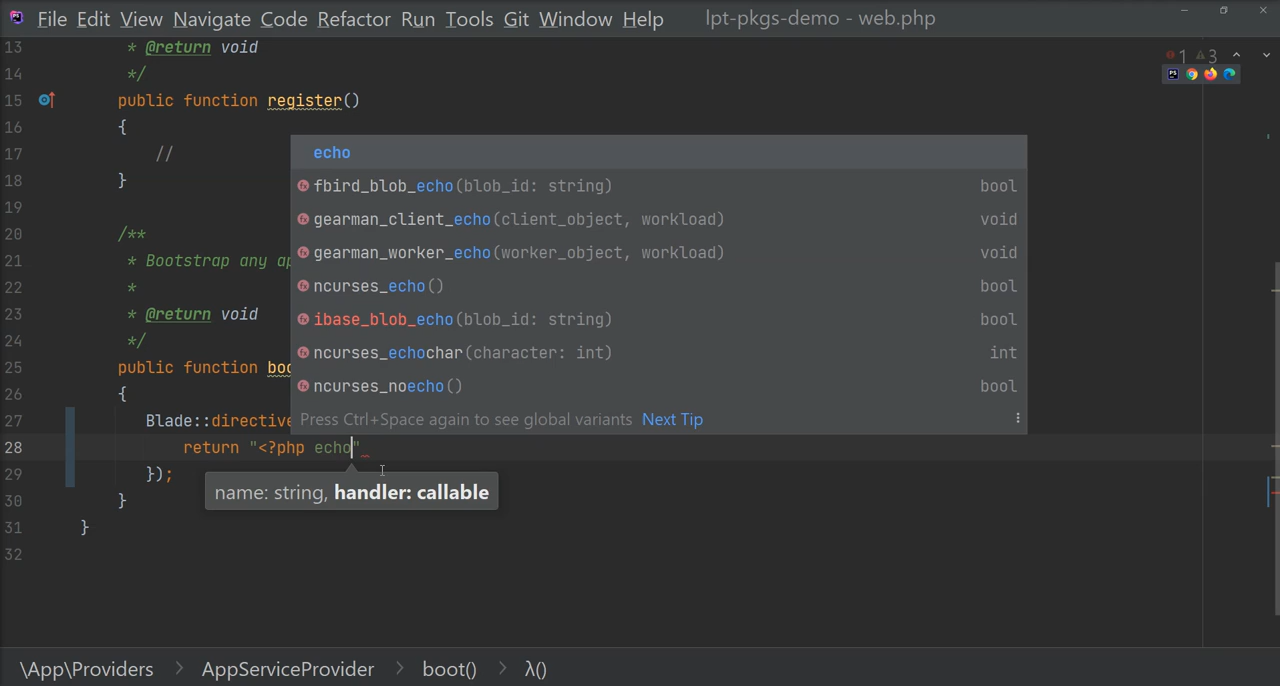 File Edit View Navigate Code Refactor Run Tools Git Window Help lpt-pkgs-demo - web.php
13 * @return void
1 3
14 */
15 public function register()
16 {
17 //
18 }
19
20 /**
21 * Bootstrap any ap
22 *
23 * @return void
24 */
25 public function boo
26 {
27 Blade::directive
28 return "<?php echo"
29 });
30 }
31 }
32
echo
fbird_blob_echo(blob_id: string) bool
gearman_client_echo(client_object, workload) void
gearman_worker_echo(worker_object, workload) void
ncurses_echo() bool
ibase_blob_echo(blob_id: string) bool
ncurses_echochar(character: int) int
ncurses_noecho() bool
Press Ctrl+Space again to see global variants Next Tip
name: string, handler: callable
\App\Providers > AppServiceProvider > boot() > λ()